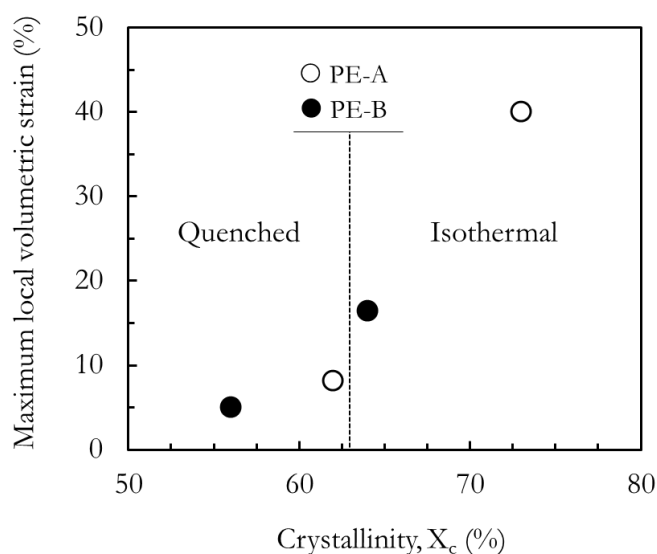 Maximum local volumetric strain (%)
50
40
30
20
10
0
PE-A
PE-B
Quenched
Isothermal
50
60
70
80
Crystallinity, Xc (%)